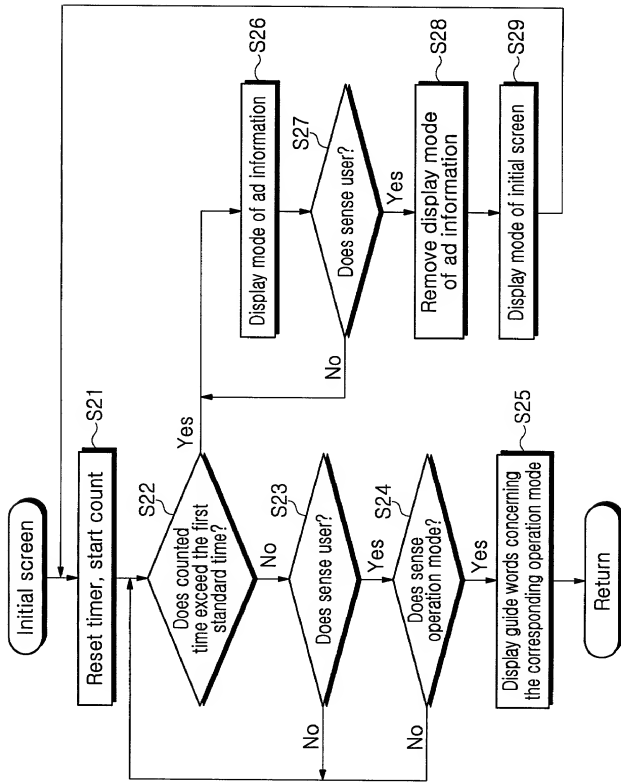 Initial screen
S21
Reset timer, start count
S22
Does counted
time exceed the first
standard time?
Yes
No
S23
Does sense user?
No
Yes
S24
Does sense
operation mode?
No
Yes
S25
Display guide words concerning
the corresponding operation mode
Return
S26
Display mode of ad information
S27
Does sense user?
No
Yes
S28
Remove display mode
of ad information
S29
Display mode of initial screen